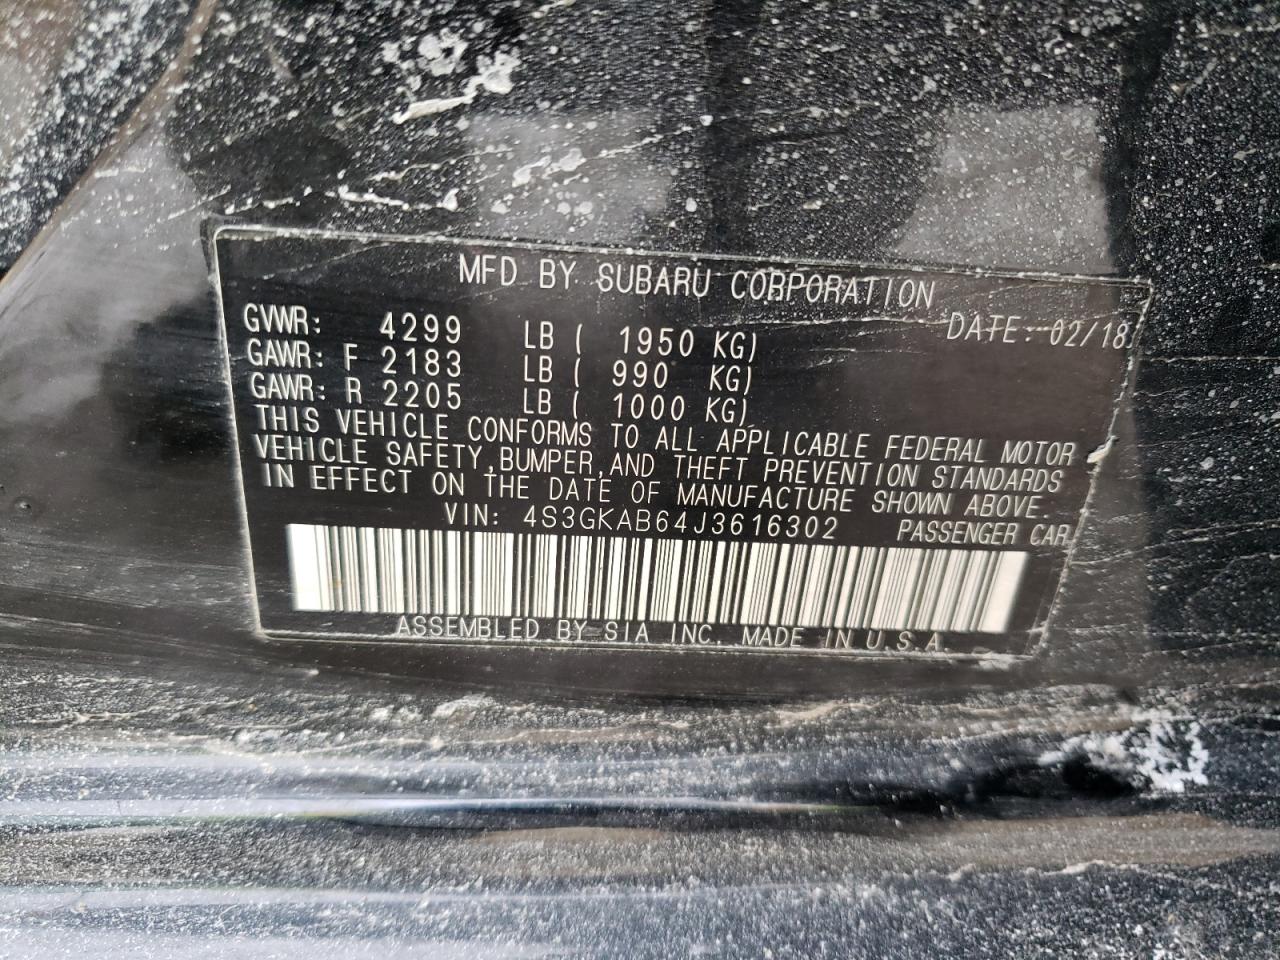 MFD BY SUBARU CORPORATION
DATE: 02/18
GVWR: 4299 LB ( 1950 KG)
GAWR: F 2183 LB ( 990 KG)
GAWR: R 2205 LB ( 1000 KG)
THIS VEHICLE CONFORMS TO ALL APPLICABLE FEDERAL MOTOR
VEHICLE SAFETY,BUMPER,AND THEFT PREVENTION STANDARDS
IN EFFECT ON THE DATE OF MANUFACTURE SHOWN ABOVE.
VIN: 4S3GKAB64J3616302 PASSENGER CAR
ASSEMBLED BY SIA INC. MADE IN U.S.A.